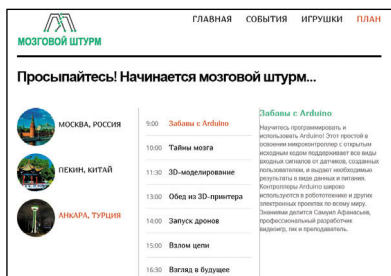 МОЗГОВОЙ ШТУРМ
ГЛАВНАЯ СОБЫТИЯ ИГРУШКИ ПЛАН
Просыпайтесь! Начинается мозговой штурм...
МОСКВА, РОССИЯ
ПЕКИН, КИТАЙ
АНКАРА, ТУРЦИЯ
9:00 Забавы с Arduino
10:00 Тайны мозга
11:30 3D-моделирование
13:00 Обед из 3D-принтера
14:00 Запуск дронов
15:00 Взлом цепи
16:30 Взгляд в будущее
Забавы с Arduino
Научитесь программировать и
использовать Arduino! Этот простой в
освоении микроконтроллер с открытым
исходным кодом поддерживает все виды
входных сигналов от датчиков, созданных
пользователем, и выдает необходимые
результаты в виде данных и питания.
Контроллеры Arduino широко
используются в робототехнике и других
электронных проектах по всему миру.
Знаниями делится Самуил Афанасьев,
профессиональный разработчик
видеоигр, гик и преподаватель.